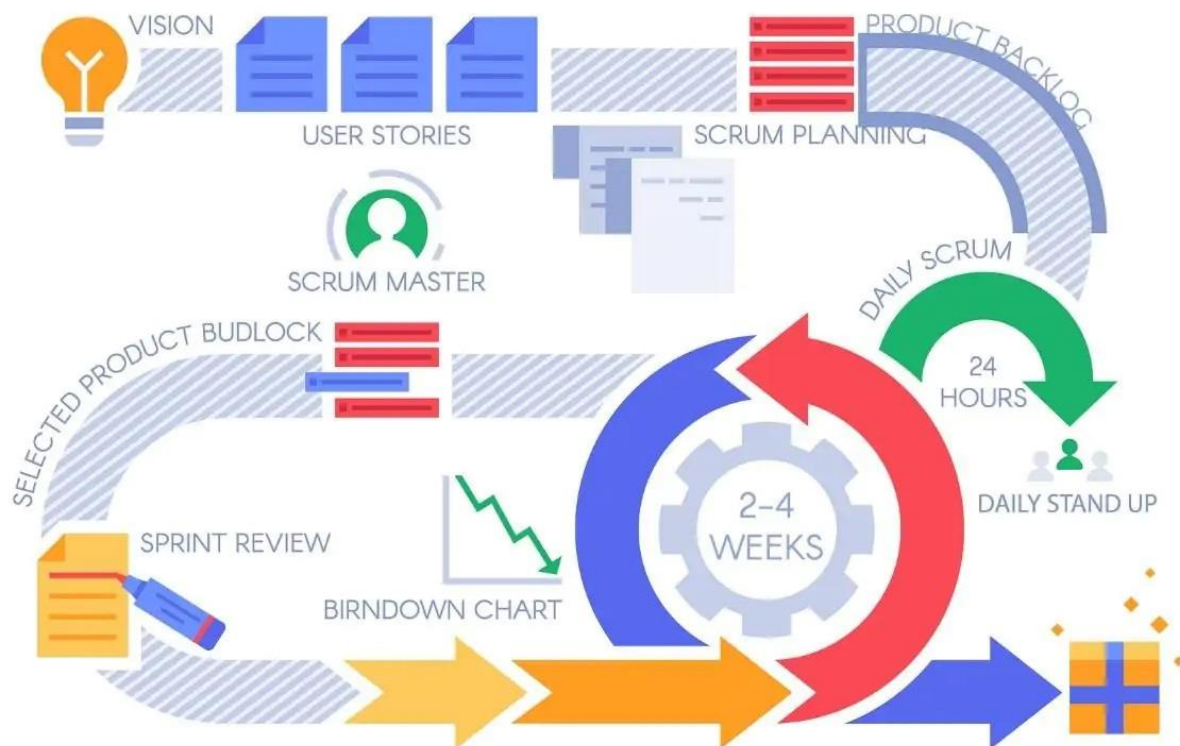 VISION
PRODUCT BACKLOG
USER STORIES
SCRUM PLANNING
SCRUM MASTER
DAILY SCRUM
24
HOURS
SELECTED PRODUCT BUDLOCK
DAILY STAND UP
2–4
WEEKS
SPRINT REVIEW
BIRNDOWN CHART